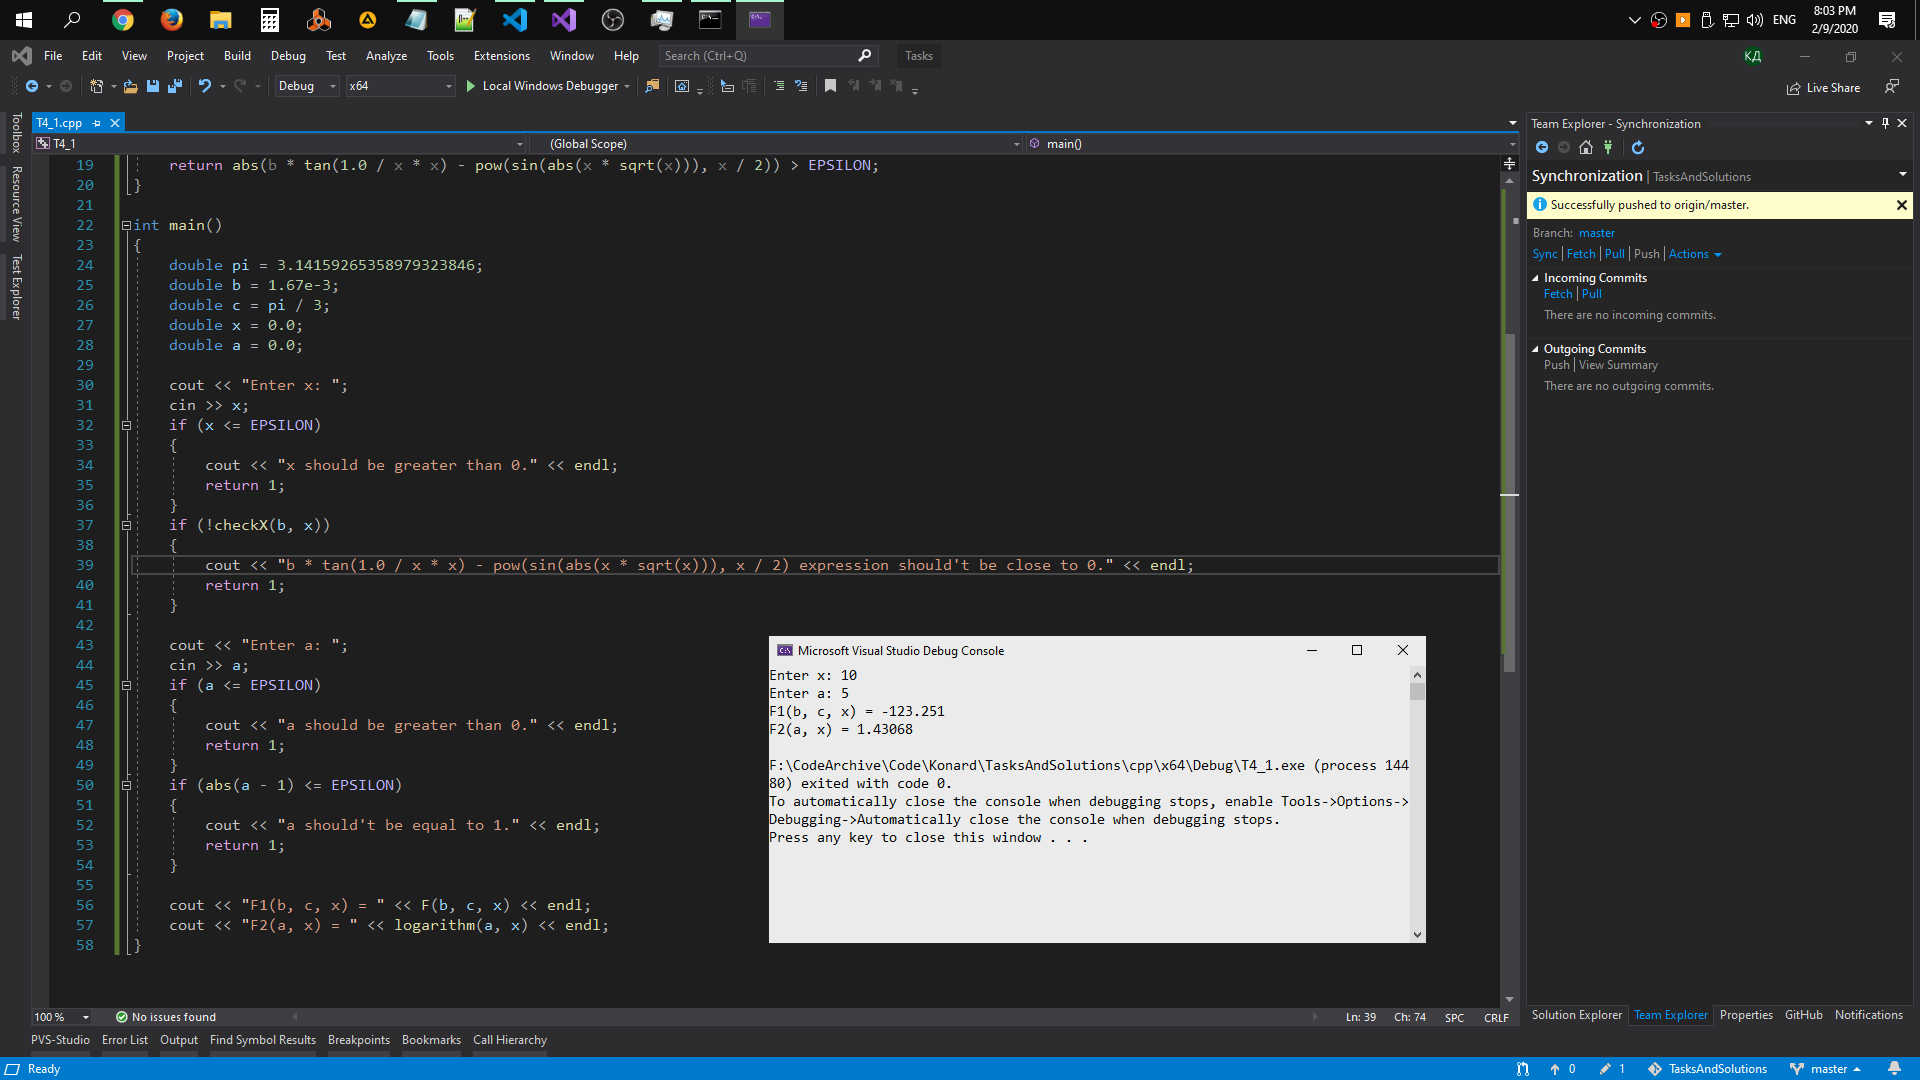 ENG
8:03 PM
2/9/2020
File Edit View Project Build Debug Test Analyze Tools Extensions Window Help Search (Ctrl+Q) Tasks КД
Debug x64 Local Windows Debugger Live Share
Toolbox
Resource View
Test Explorer
T4_1.cpp
T4_1 (Global Scope) main()
19 return abs(b * tan(1.0 / x * x) - pow(sin(abs(x * sqrt(x))), x / 2)) > EPSILON;
20 }
21
22 int main()
23 {
24 double pi = 3.14159265358979323846;
25 double b = 1.67e-3;
26 double c = pi / 3;
27 double x = 0.0;
28 double a = 0.0;
29
30 cout << "Enter x: ";
31 cin >> x;
32 if (x <= EPSILON)
33 {
34 cout << "x should be greater than 0." << endl;
35 return 1;
36 }
37 if (!checkX(b, x))
38 {
39 cout << "b * tan(1.0 / x * x) - pow(sin(abs(x * sqrt(x))), x / 2) expression should't be close to 0." << endl;
40 return 1;
41 }
42
43 cout << "Enter a: ";
44 cin >> a;
45 if (a <= EPSILON)
46 {
47 cout << "a should be greater than 0." << endl;
48 return 1;
49 }
50 if (abs(a - 1) <= EPSILON)
51 {
52 cout << "a should't be equal to 1." << endl;
53 return 1;
54 }
55
56 cout << "F1(b, c, x) = " << F(b, c, x) << endl;
57 cout << "F2(a, x) = " << logarithm(a, x) << endl;
58 }
Microsoft Visual Studio Debug Console
Enter x: 10
Enter a: 5
F1(b, c, x) = -123.251
F2(a, x) = 1.43068
F:\CodeArchive\Code\Konard\TasksAndSolutions\cpp\x64\Debug\T4_1.exe (process 144
80) exited with code 0.
To automatically close the console when debugging stops, enable Tools->Options->
Debugging->Automatically close the console when debugging stops.
Press any key to close this window . . .
Team Explorer - Synchronization
Synchronization | TasksAndSolutions
Successfully pushed to origin/master.
Branch: master
Sync | Fetch | Pull | Push | Actions
Incoming Commits
Fetch | Pull
There are no incoming commits.
Outgoing Commits
Push | View Summary
There are no outgoing commits.
100 % No issues found Ln: 39 Ch: 74 SPC CRLF
Solution Explorer Team Explorer Properties GitHub Notifications
PVS-Studio Error List Output Find Symbol Results Breakpoints Bookmarks Call Hierarchy
Ready 0 1 TasksAndSolutions master